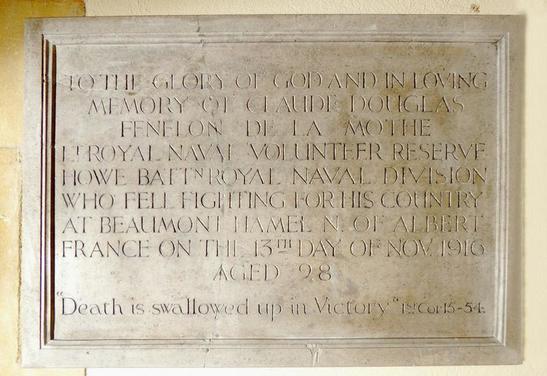 TO THE GLORY OF GOD AND IN LOVING
MEMORY OF CLAUDE DOUGLAS
FENELON DE LA MOTHE
LT. ROYAL NAVAL VOLUNTEER RESERVE
HOWE BATTN ROYAL NAVAL DIVISION
WHO FELL FIGHTING FOR HIS COUNTRY
AT BEAUMONT HAMEL N. OF ALBERT
FRANCE ON THE 13TH DAY OF NOV. 1916
AGED 28
"Death is swallowed up in Victory" 1st Cor 15-54.